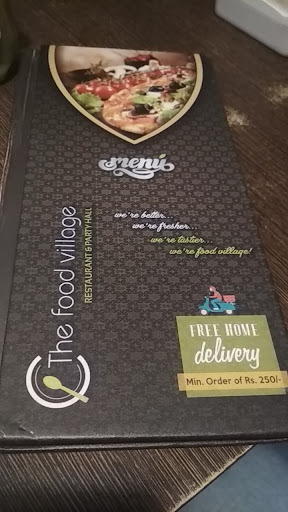 menú
we're better..
we're fresher...
we're tastier...
we're food village!
The food village
RESTAURANT & PARTY HALL
FREE HOME
delivery
Min. Order of Rs. 250/-